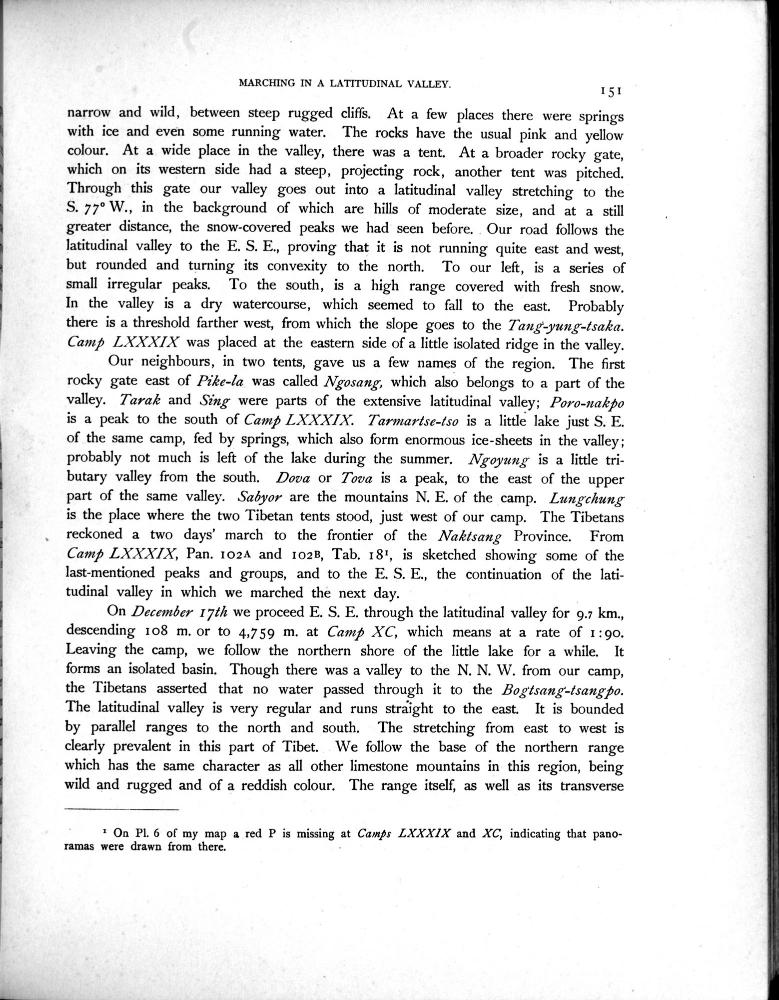 MARCHING IN A LATITUDINAL VALLEY.
151
narrow and wild, between steep rugged cliffs. At a few places there were springs
with ice and even some running water. The rocks have the usual pink and yellow
colour. At a wide place in the valley, there was a tent. At a broader rocky gate,
which on its western side had a steep, projecting rock, another tent was pitched.
Through this gate our valley goes out into a latitudinal valley stretching to the
S. 77° W., in the background of which are hills of moderate size, and at a still
greater distance, the snow-covered peaks we had seen before. Our road follows the
latitudinal valley to the E. S. E., proving that it is not running quite east and west,
but rounded and turning its convexity to the north. To our left, is a series of
small irregular peaks. To the south, is a high range covered with fresh snow.
In the valley is a dry watercourse, which seemed to fall to the east. Probably
there is a threshold farther west, from which the slope goes to the Tang-yung-tsaka.
Camp LXXXIX was placed at the eastern side of a little isolated ridge in the valley.
Our neighbours, in two tents, gave us a few names of the region. The first
rocky gate east of Pike-la was called Ngosang, which also belongs to a part of the
valley. Tarak and Sing were parts of the extensive latitudinal valley; Poro-nakpo
is a peak to the south of Camp LXXXIX. Tarmartse-tso is a little lake just S. E.
of the same camp, fed by springs, which also form enormous ice-sheets in the valley;
probably not much is left of the lake during the summer. Ngoyung is a little tri-
butary valley from the south. Dova or Tova is a peak, to the east of the upper
part of the same valley. Sabyor are the mountains N. E. of the camp. Lungchung
is the place where the two Tibetan tents stood, just west of our camp. The Tibetans
reckoned a two days' march to the frontier of the Naktsang Province. From
Camp LXXXIX, Pan. 102A and 102B, Tab. 18¹, is sketched showing some of the
last-mentioned peaks and groups, and to the E. S. E., the continuation of the lati-
tudinal valley in which we marched the next day.
On December 17th we proceed E. S. E. through the latitudinal valley for 9.7 km.,
descending 108 m. or to 4,759 m. at Camp XC, which means at a rate of 1:90.
Leaving the camp, we follow the northern shore of the little lake for a while. It
forms an isolated basin. Though there was a valley to the N. N. W. from our camp,
the Tibetans asserted that no water passed through it to the Bogtsang-tsangpo.
The latitudinal valley is very regular and runs straight to the east. It is bounded
by parallel ranges to the north and south. The stretching from east to west is
clearly prevalent in this part of Tibet. We follow the base of the northern range
which has the same character as all other limestone mountains in this region, being
wild and rugged and of a reddish colour. The range itself, as well as its transverse
¹ On Pl. 6 of my map a red P is missing at Camps LXXXIX and XC, indicating that pano-
ramas were drawn from there.